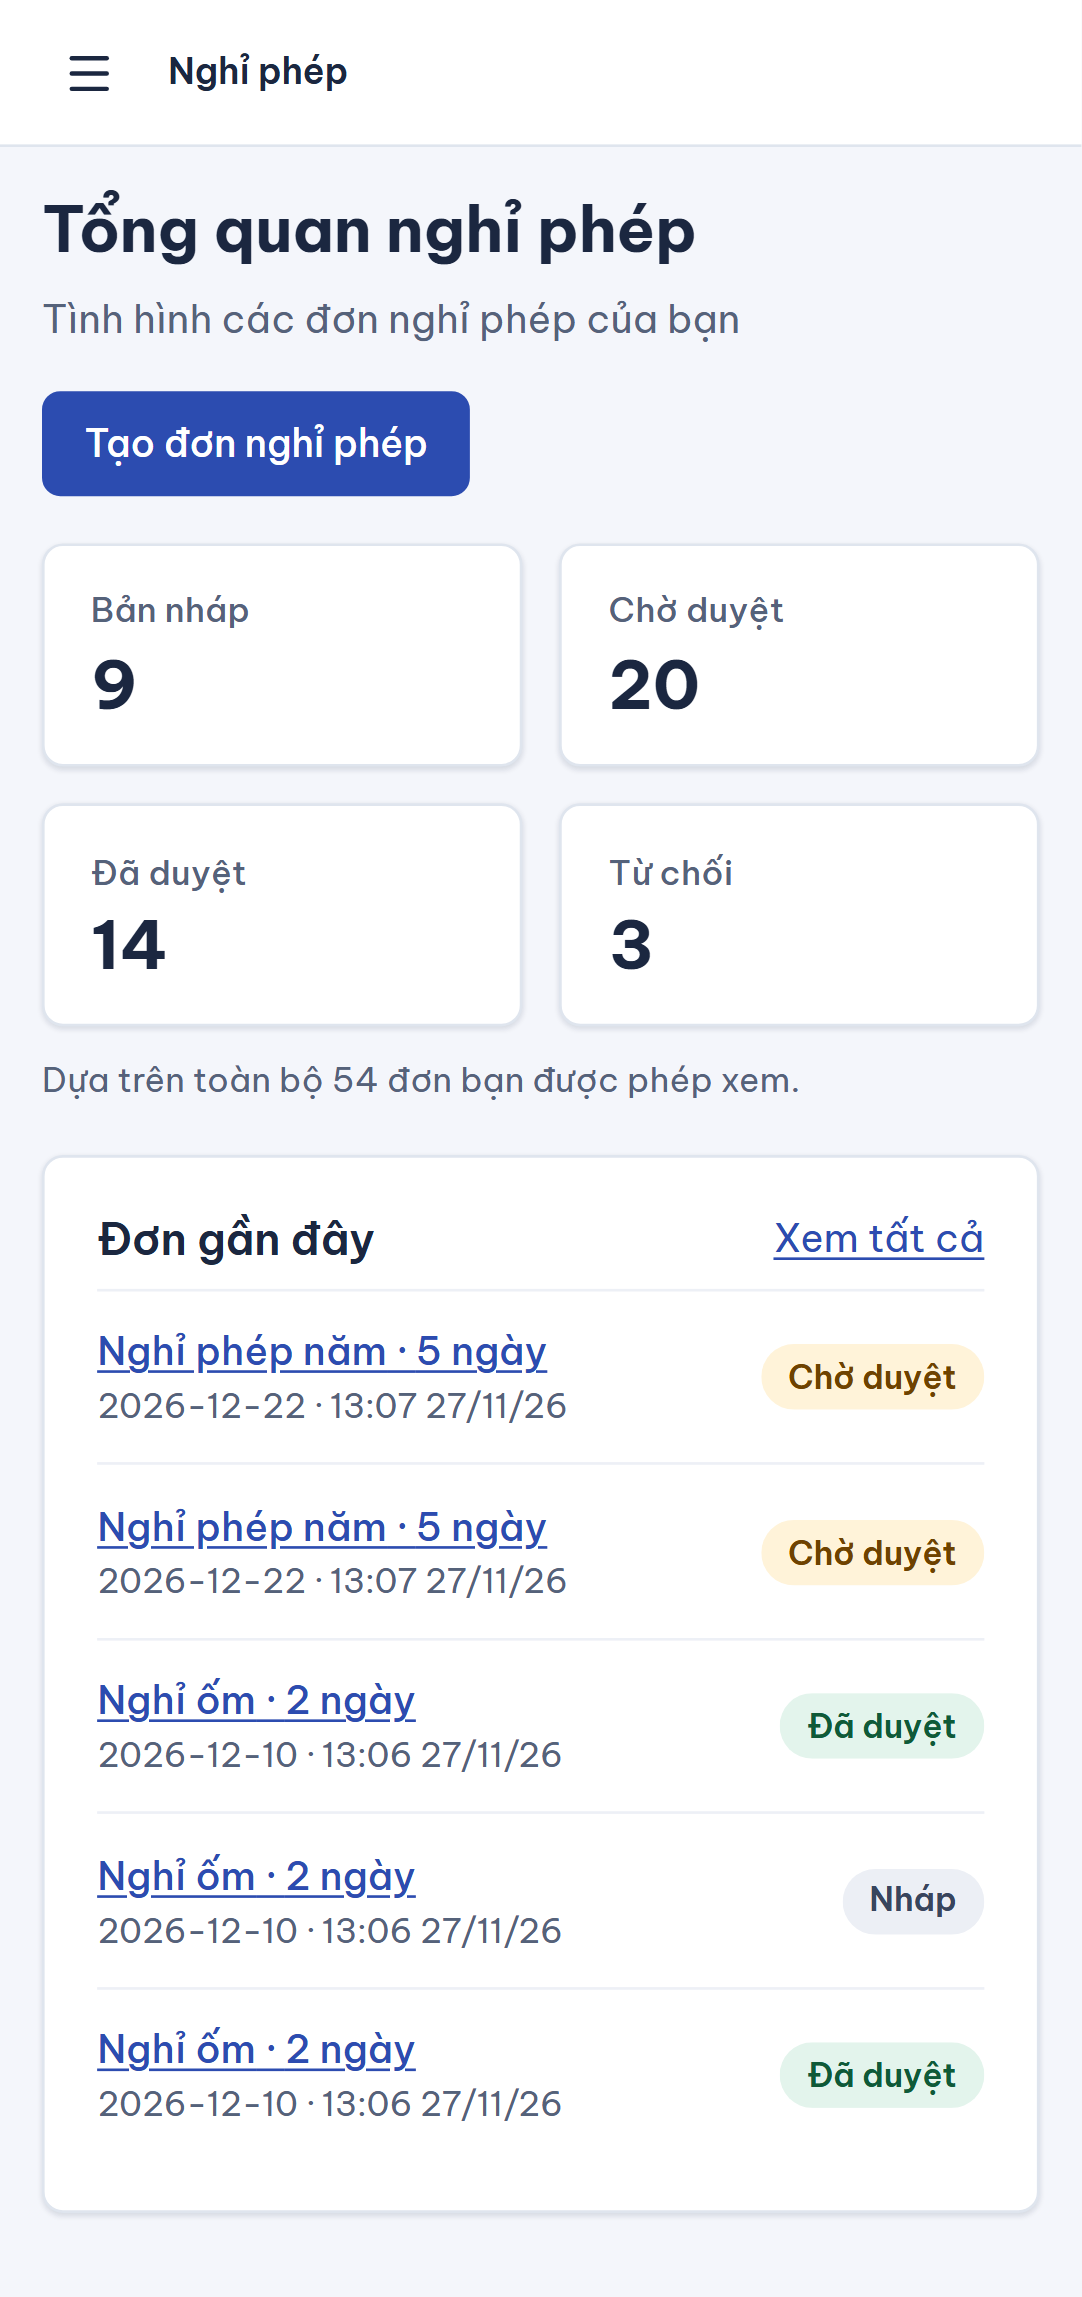 Nghỉ phép
Tổng quan nghỉ phép
Tình hình các đơn nghỉ phép của bạn
Tạo đơn nghỉ phép
Bản nháp
9
Chờ duyệt
20
Đã duyệt
14
Từ chối
3
Dựa trên toàn bộ 54 đơn bạn được phép xem.
Đơn gần đây
Xem tất cả
Nghỉ phép năm · 5 ngày
2026-12-22 · 13:07 27/11/26
Chờ duyệt
Nghỉ phép năm · 5 ngày
2026-12-22 · 13:07 27/11/26
Chờ duyệt
Nghỉ ốm · 2 ngày
2026-12-10 · 13:06 27/11/26
Đã duyệt
Nghỉ ốm · 2 ngày
2026-12-10 · 13:06 27/11/26
Nháp
Nghỉ ốm · 2 ngày
2026-12-10 · 13:06 27/11/26
Đã duyệt